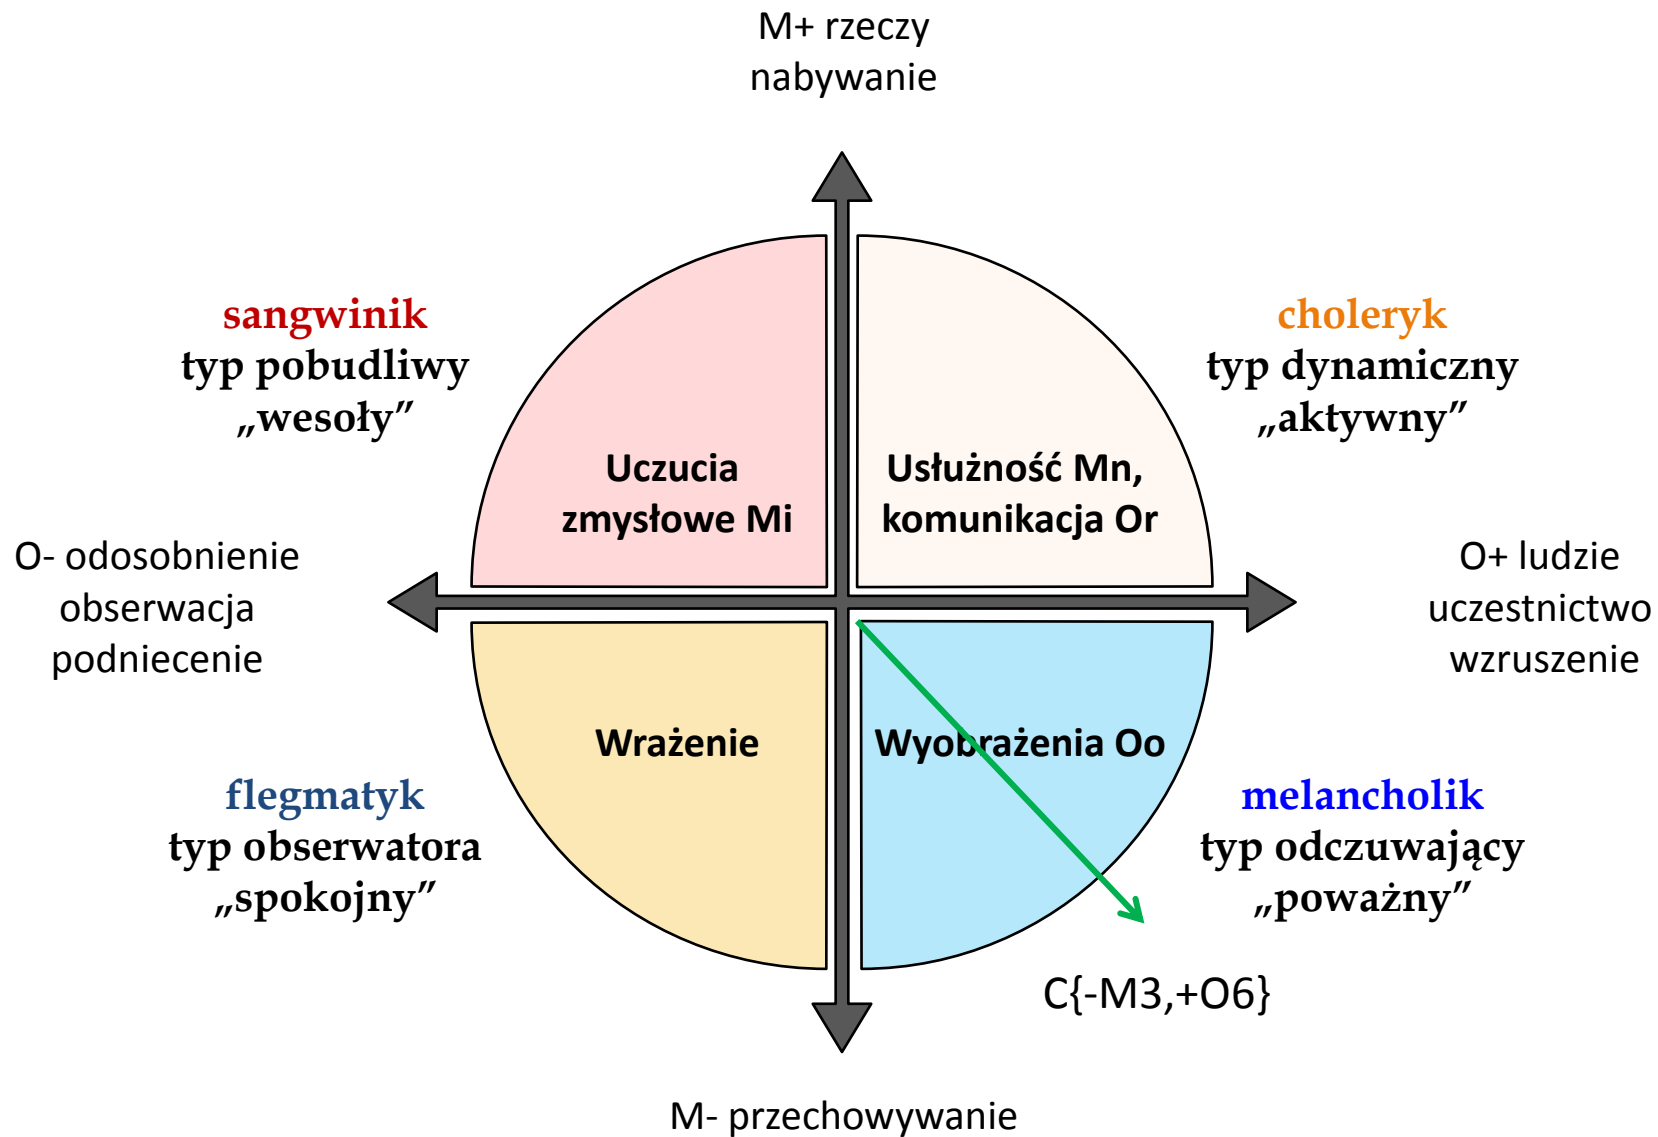 M+ rzeczy
nabywanie
sangwinik
typ pobudliwy
„wesoły”
choleryk
typ dynamiczny
„aktywny”
Uczucia
zmysłowe Mi
Usłużność Mn,
komunikacja Or
O- odosobnienie
obserwacja
podniecenie
O+ ludzie
uczestnictwo
wzruszenie
Wrażenie
Wyobrażenia Oo
flegmatyk
typ obserwatora
„spokojny”
melancholik
typ odczuwający
„poważny”
C{-M3,+O6}
M- przechowywanie